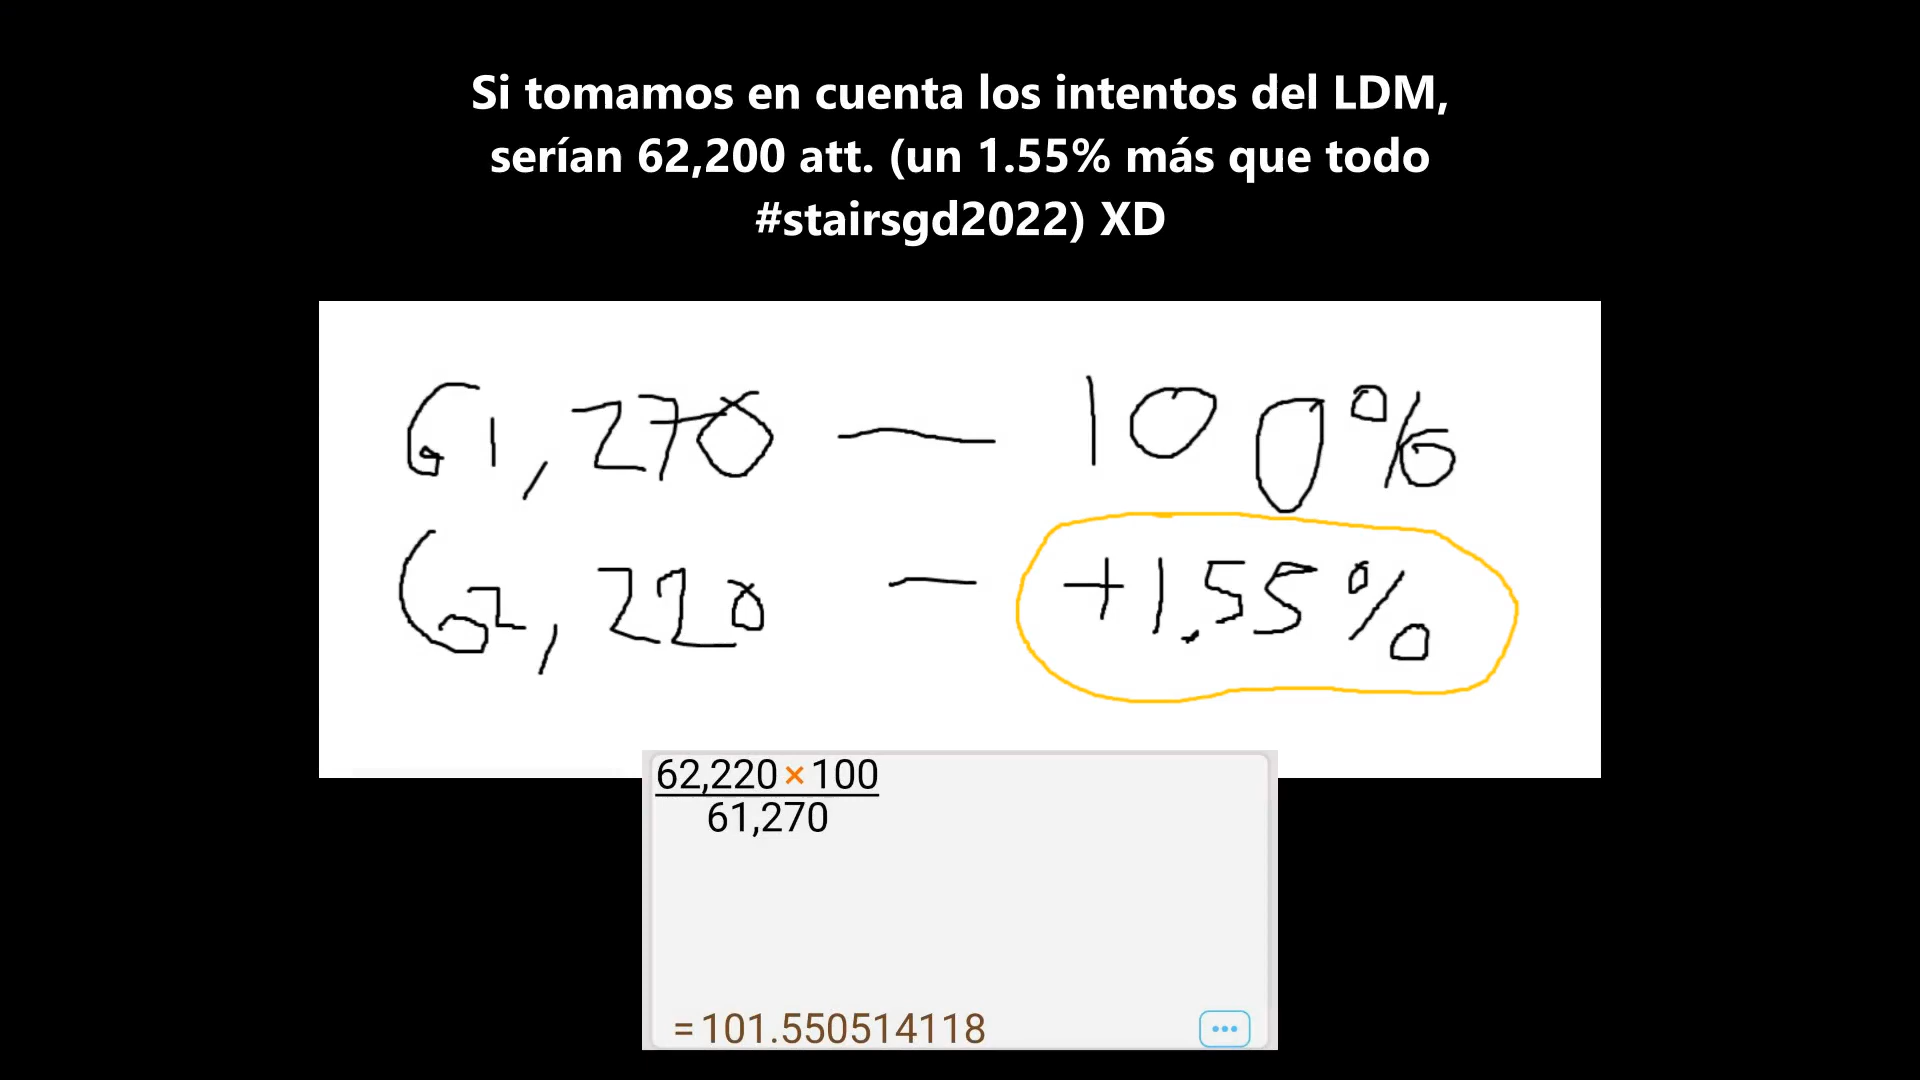 Si tomamos en cuenta los intentos del LDM,
serían 62,200 att. (un 1.55% más que todo
#stairsgd2022) XD
61,270 — 100%
62,220 - +1.55%
62,220 × 100
61,270
= 101.550514118